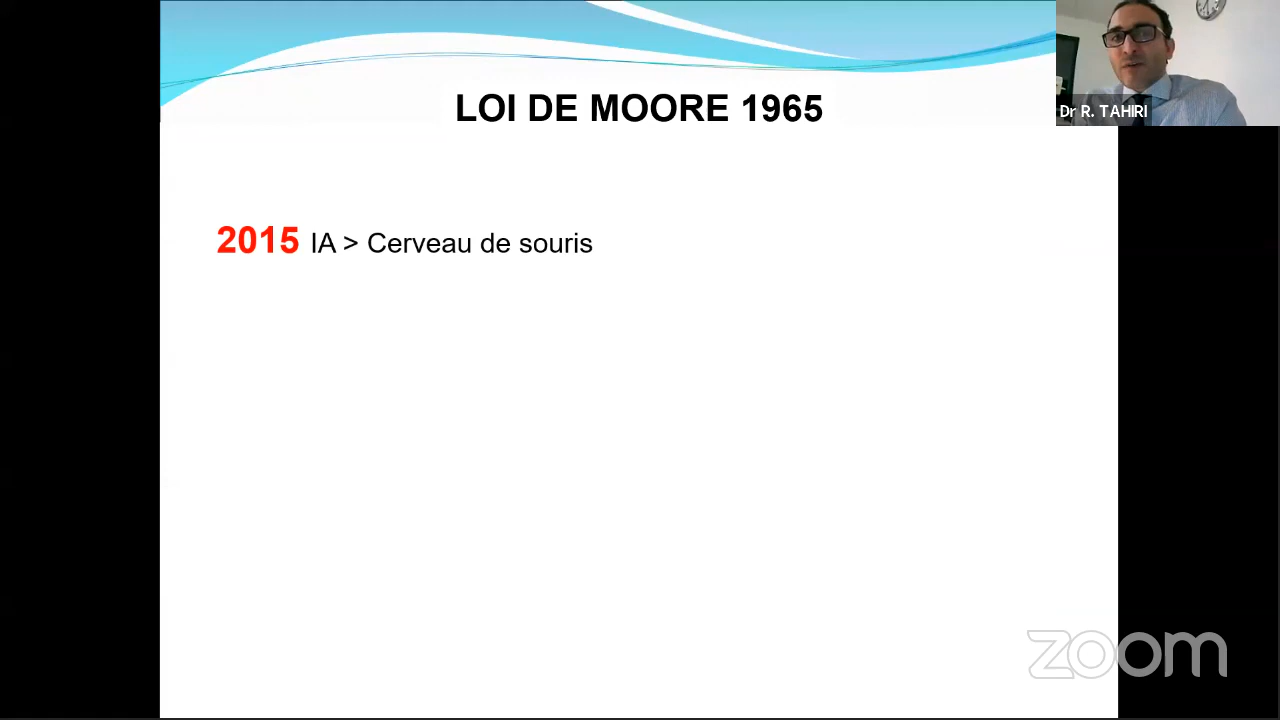 LOI DE MOORE 1965
Dr R. TAHIRI
2015 IA > Cerveau de souris
zoom